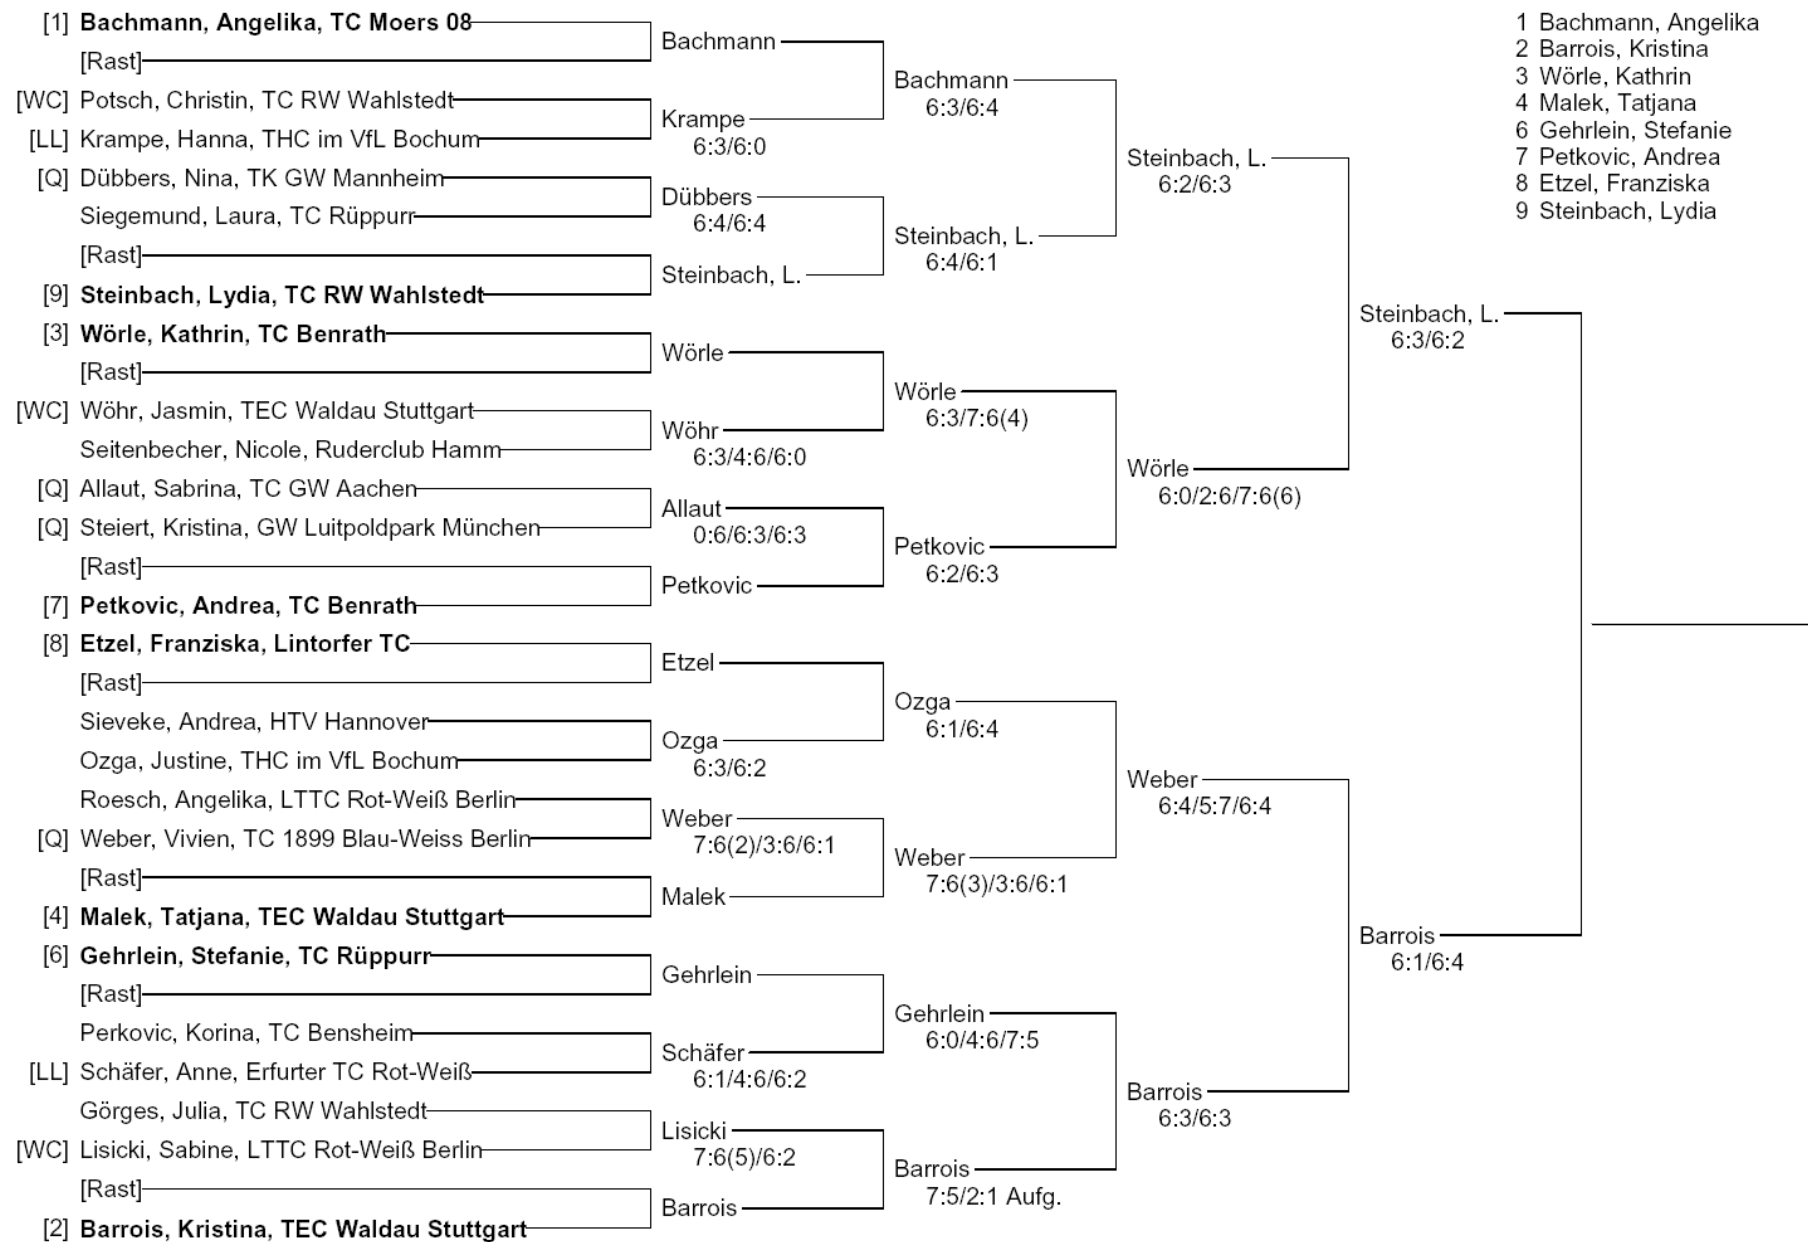 [1] Bachmann, Angelika, TC Moers 08
[Rast]
[WC] Potsch, Christin, TC RW Wahlstedt
[LL] Krampe, Hanna, THC im VfL Bochum
[Q] Dübbers, Nina, TK GW Mannheim
Siegemund, Laura, TC Rüppurr
[Rast]
[9] Steinbach, Lydia, TC RW Wahlstedt
[3] Wörle, Kathrin, TC Benrath
[Rast]
[WC] Wöhr, Jasmin, TEC Waldau Stuttgart
Seitenbecher, Nicole, Ruderclub Hamm
[Q] Allaut, Sabrina, TC GW Aachen
[Q] Steiert, Kristina, GW Luitpoldpark München
[Rast]
[7] Petkovic, Andrea, TC Benrath
[8] Etzel, Franziska, Lintorfer TC
[Rast]
Sieveke, Andrea, HTV Hannover
Ozga, Justine, THC im VfL Bochum
Roesch, Angelika, LTTC Rot-Weiß Berlin
[Q] Weber, Vivien, TC 1899 Blau-Weiss Berlin
[Rast]
[4] Malek, Tatjana, TEC Waldau Stuttgart
[6] Gehrlein, Stefanie, TC Rüppurr
[Rast]
Perkovic, Korina, TC Bensheim
[LL] Schäfer, Anne, Erfurter TC Rot-Weiß
Görges, Julia, TC RW Wahlstedt
[WC] Lisicki, Sabine, LTTC Rot-Weiß Berlin
[Rast]
[2] Barrois, Kristina, TEC Waldau Stuttgart
Bachmann
Krampe
6:3/6:0
Dübbers
6:4/6:4
Steinbach, L.
Wörle
Wöhr
6:3/4:6/6:0
Allaut
0:6/6:3/6:3
Petkovic
Etzel
Ozga
6:3/6:2
Weber
7:6(2)/3:6/6:1
Malek
Gehrlein
Schäfer
6:1/4:6/6:2
Lisicki
7:6(5)/6:2
Barrois
Bachmann
6:3/6:4
Steinbach, L.
6:4/6:1
Wörle
6:3/7:6(4)
Petkovic
6:2/6:3
Ozga
6:1/6:4
Weber
7:6(3)/3:6/6:1
Gehrlein
6:0/4:6/7:5
Barrois
7:5/2:1 Aufg.
Steinbach, L.
6:2/6:3
Wörle
6:0/2:6/7:6(6)
Weber
6:4/5:7/6:4
Barrois
6:3/6:3
Steinbach, L.
6:3/6:2
Barrois
6:1/6:4
1 Bachmann, Angelika
2 Barrois, Kristina
3 Wörle, Kathrin
4 Malek, Tatjana
6 Gehrlein, Stefanie
7 Petkovic, Andrea
8 Etzel, Franziska
9 Steinbach, Lydia